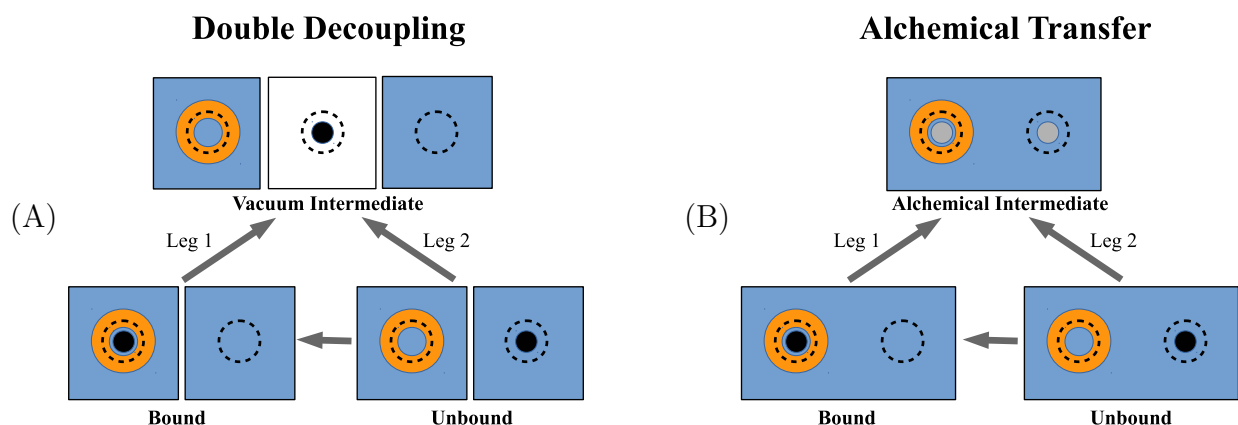 Double Decoupling
Alchemical Transfer
(A)
Vacuum Intermediate
Leg 1
Leg 2
Bound
Unbound
(B)
Alchemical Intermediate
Leg 1
Leg 2
Bound
Unbound